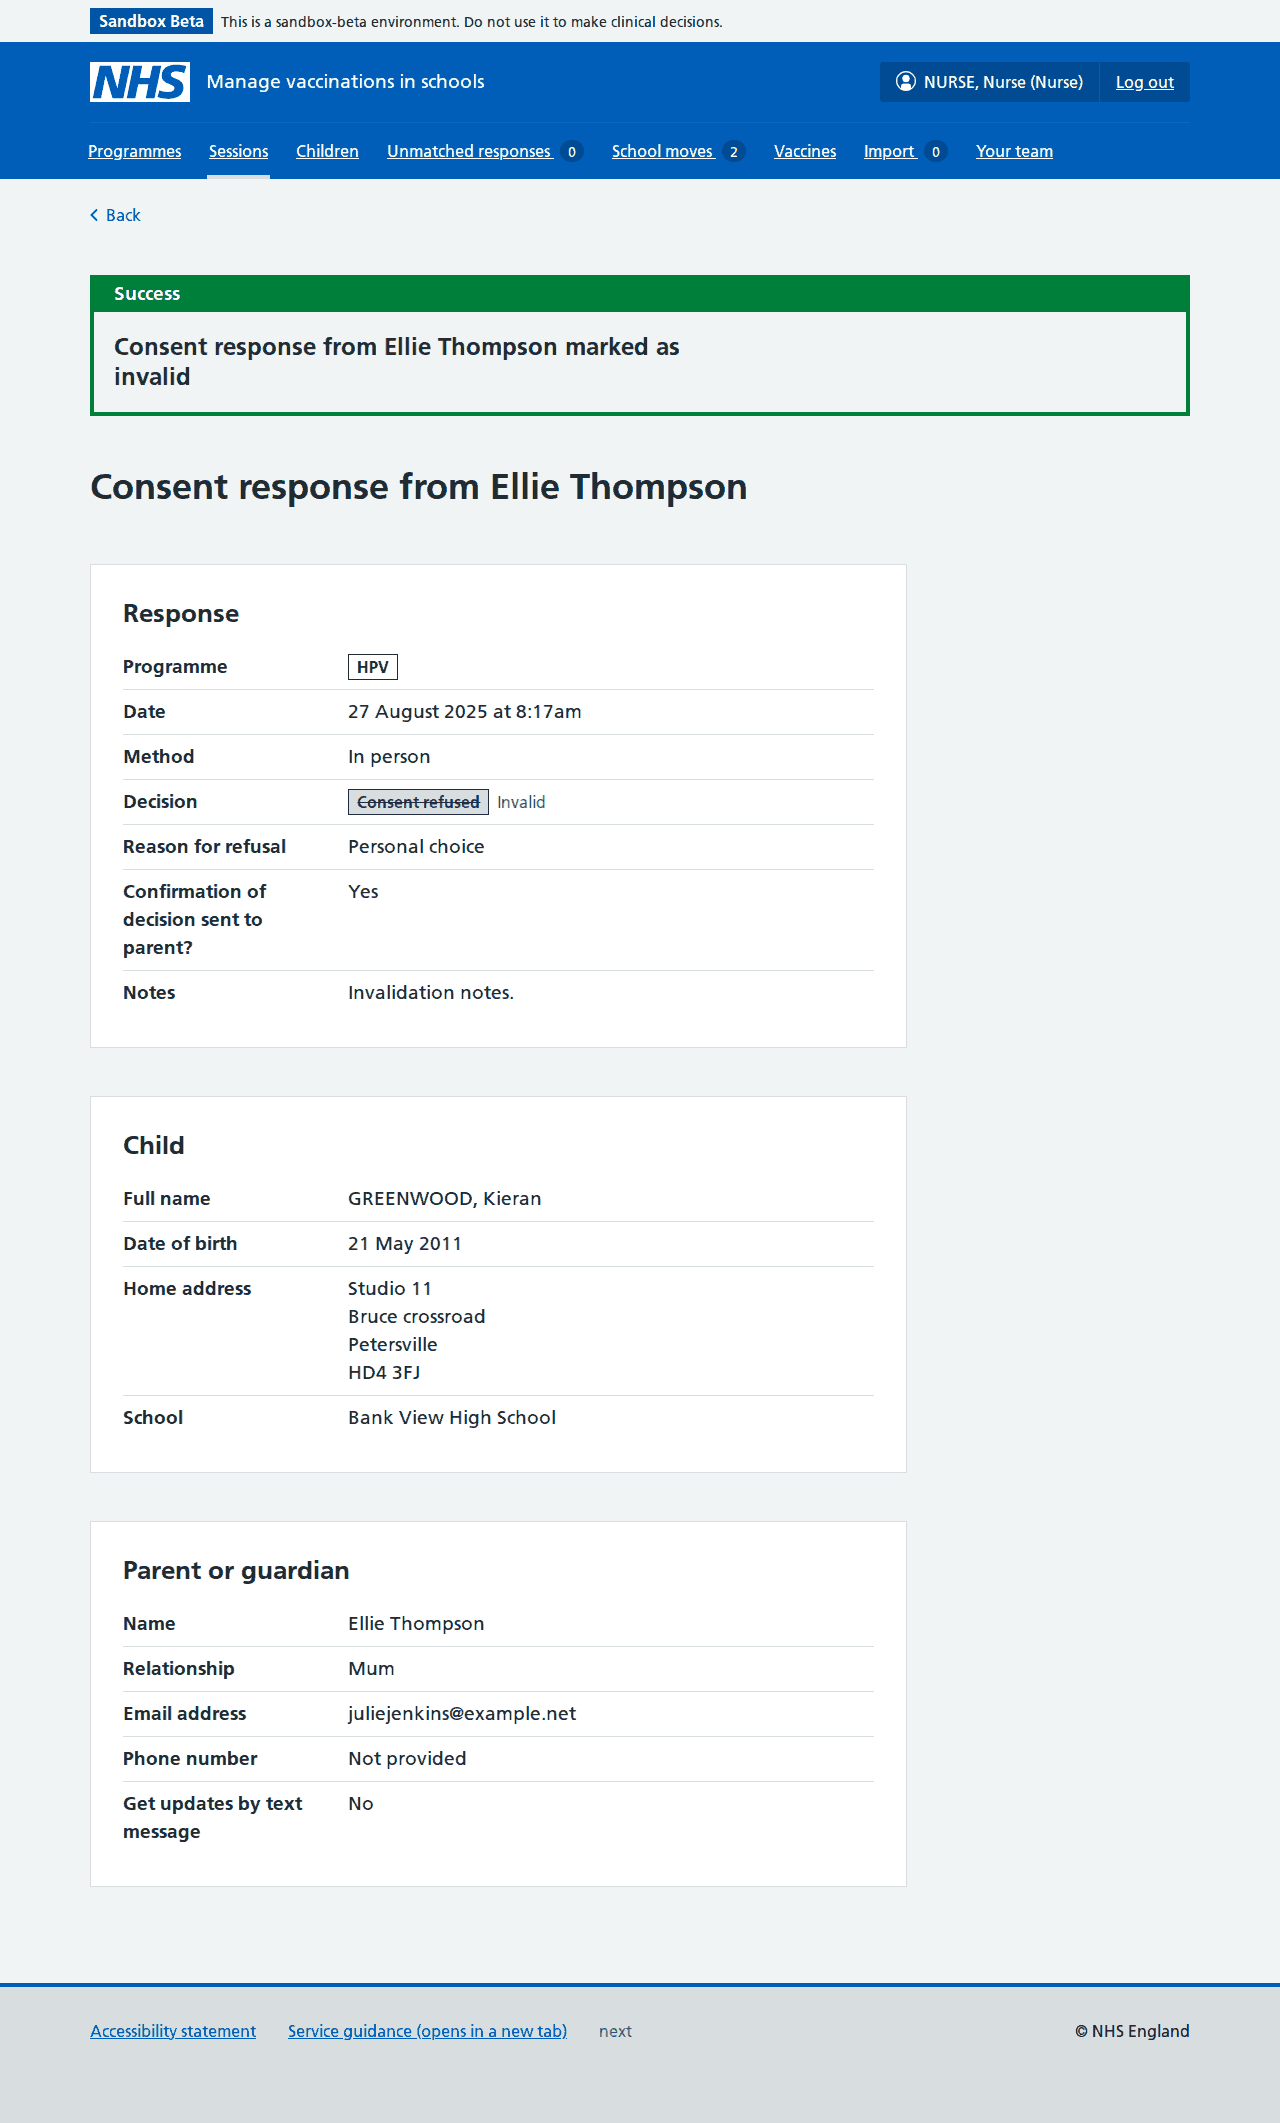 Sandbox Beta This is a sandbox-beta environment. Do not use it to make clinical decisions.
NHS Manage vaccinations in schools NURSE, Nurse (Nurse) Log out
Programmes Sessions Children Unmatched responses 0 School moves 2 Vaccines Import 0 Your team
Back
Success
Consent response from Ellie Thompson marked as
invalid
Consent response from Ellie Thompson
Response
Programme HPV
Date 27 August 2025 at 8:17am
Method In person
Decision Consent refused Invalid
Reason for refusal Personal choice
Confirmation of Yes
decision sent to
parent?
Notes Invalidation notes.
Child
Full name GREENWOOD, Kieran
Date of birth 21 May 2011
Home address Studio 11
Bruce crossroad
Petersville
HD4 3FJ
School Bank View High School
Parent or guardian
Name Ellie Thompson
Relationship Mum
Email address juliejenkins@example.net
Phone number Not provided
Get updates by text No
message
Accessibility statement Service guidance (opens in a new tab) next © NHS England